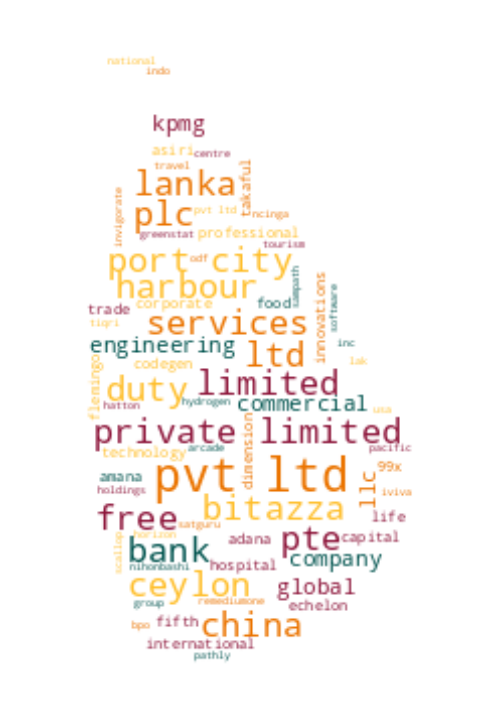 national
indo
kpmg
asiri centre
travel
lanka
takaful
invigorate
plc pvt ltd ncinga
greenstat professional
tourism
port city odf
harbour
sampath
innovations
software
trade corporate food
tiqri services
engineering ltd inc
codegen lak
flemingo
duty limited
hatton hydrogen commercial usa
private limited
dimension
technology arcade pacific
pvt ltd 99x
amana
holdings llc iviva
bitazza
free satguru life
scallop
horizon
bank adana pte capital
nihonbashi hospital company
ceylon global
group remediumone echelon
bpo fifth china
international
pathly